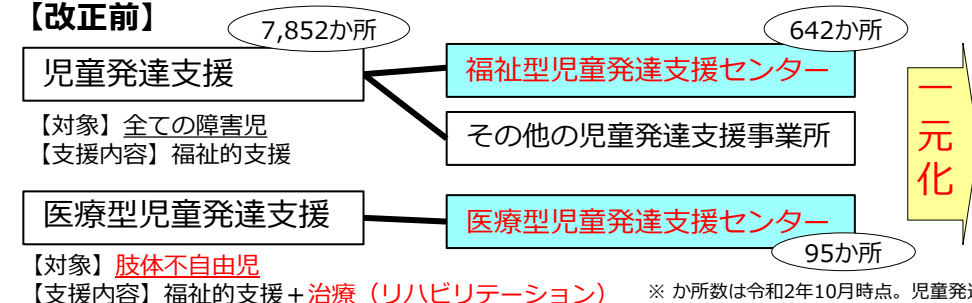 【改正前】
7,852か所
642か所
児童発達支援
福祉型児童発達支援センター
【対象】全ての障害児
【支援内容】福祉的支援
その他の児童発達支援事業所
一元化
医療型児童発達支援
医療型児童発達支援センター
95か所
【対象】肢体不自由児
【支援内容】福祉的支援＋治療（リハビリテーション）
※ か所数は令和2年10月時点。児童発